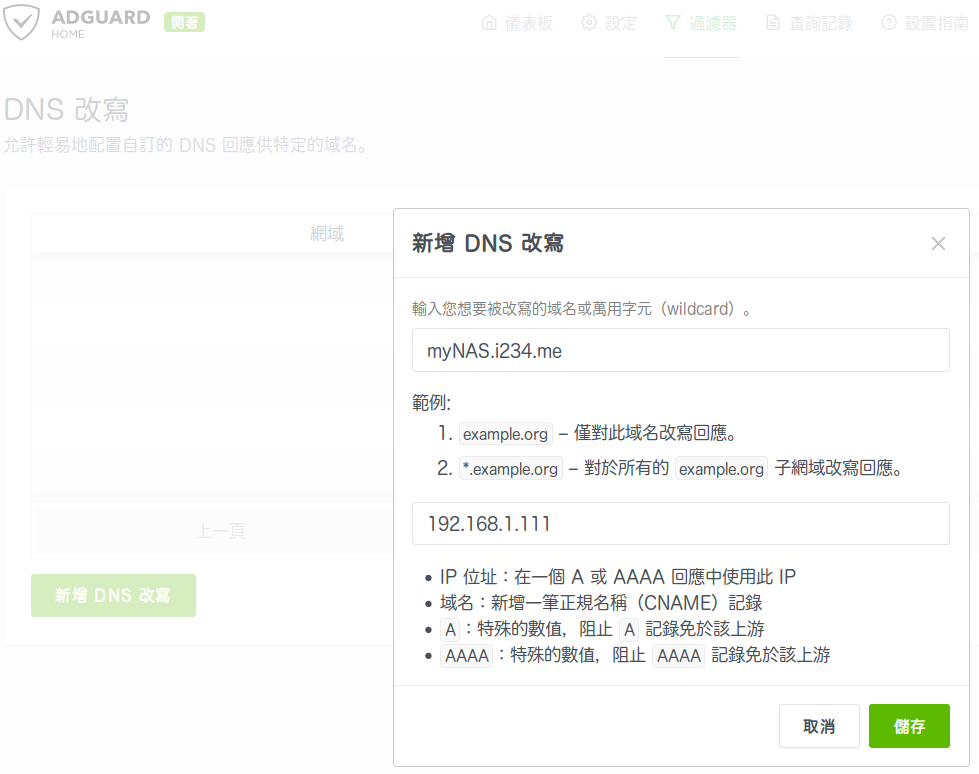 ADGUARD
HOME
開著
儀表板
設定
過濾器
查詢記錄
設置指南
DNS 改寫
允許輕易地配置自訂的 DNS 回應供特定的域名。
網域
上一頁
新增 DNS 改寫
新增 DNS 改寫
×
輸入您想要被改寫的域名或萬用字元（wildcard）。
myNAS.i234.me
範例:
1. example.org – 僅對此域名改寫回應。
2. *.example.org – 對於所有的 example.org 子網域改寫回應。
192.168.1.111
• IP 位址：在一個 A 或 AAAA 回應中使用此 IP
• 域名：新增一筆正規名稱（CNAME）記錄
• A：特殊的數值，阻止 A 記錄免於該上游
• AAAA：特殊的數值，阻止 AAAA 記錄免於該上游
取消
儲存